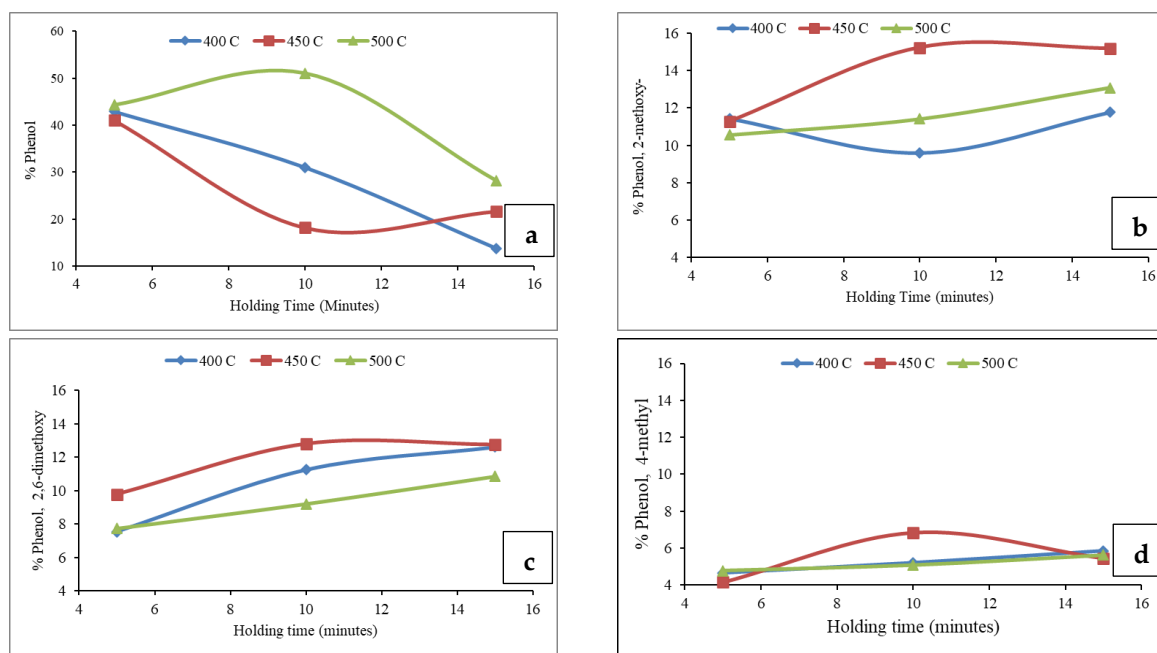 400 C 450 C 500 C
% Phenol
60
50
40
30
20
10
4 6 8 10 12 14 16
Holding Time (Minutes)
a
400 C 450 C 500 C
% Phenol, 2-methoxy-
16
14
12
10
8
6
4
4 6 8 10 12 14 16
Holding Time (minutes)
b
400 C 450 C 500 C
% Phenol, 2,6-dimethoxy
16
14
12
10
8
6
4
4 6 8 10 12 14 16
Holding time (minutes)
c
400 C 450 C 500 C
% Phenol, 4-methyl
16
14
12
10
8
6
4
4 6 8 10 12 14 16
Holding time (minutes)
d